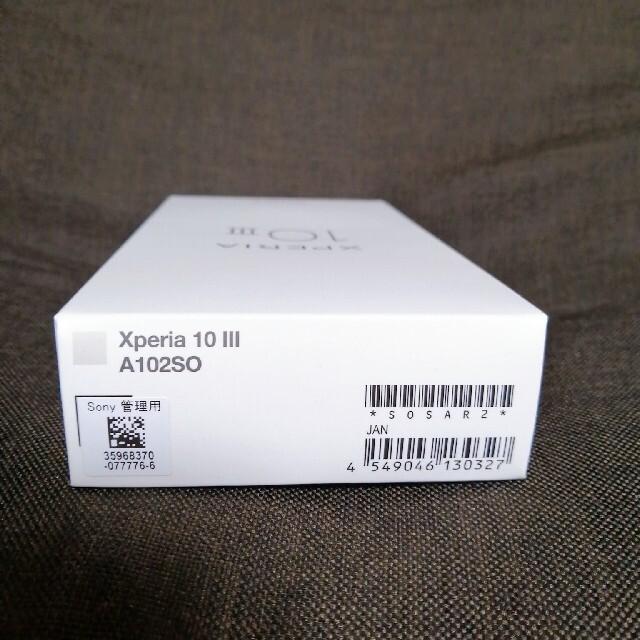 XPERIA
10 III
Xperia 10 III
A102SO
Sony 管理用
35968370
-077776-6
*SOSAR2*
JAN
4 549046 130327